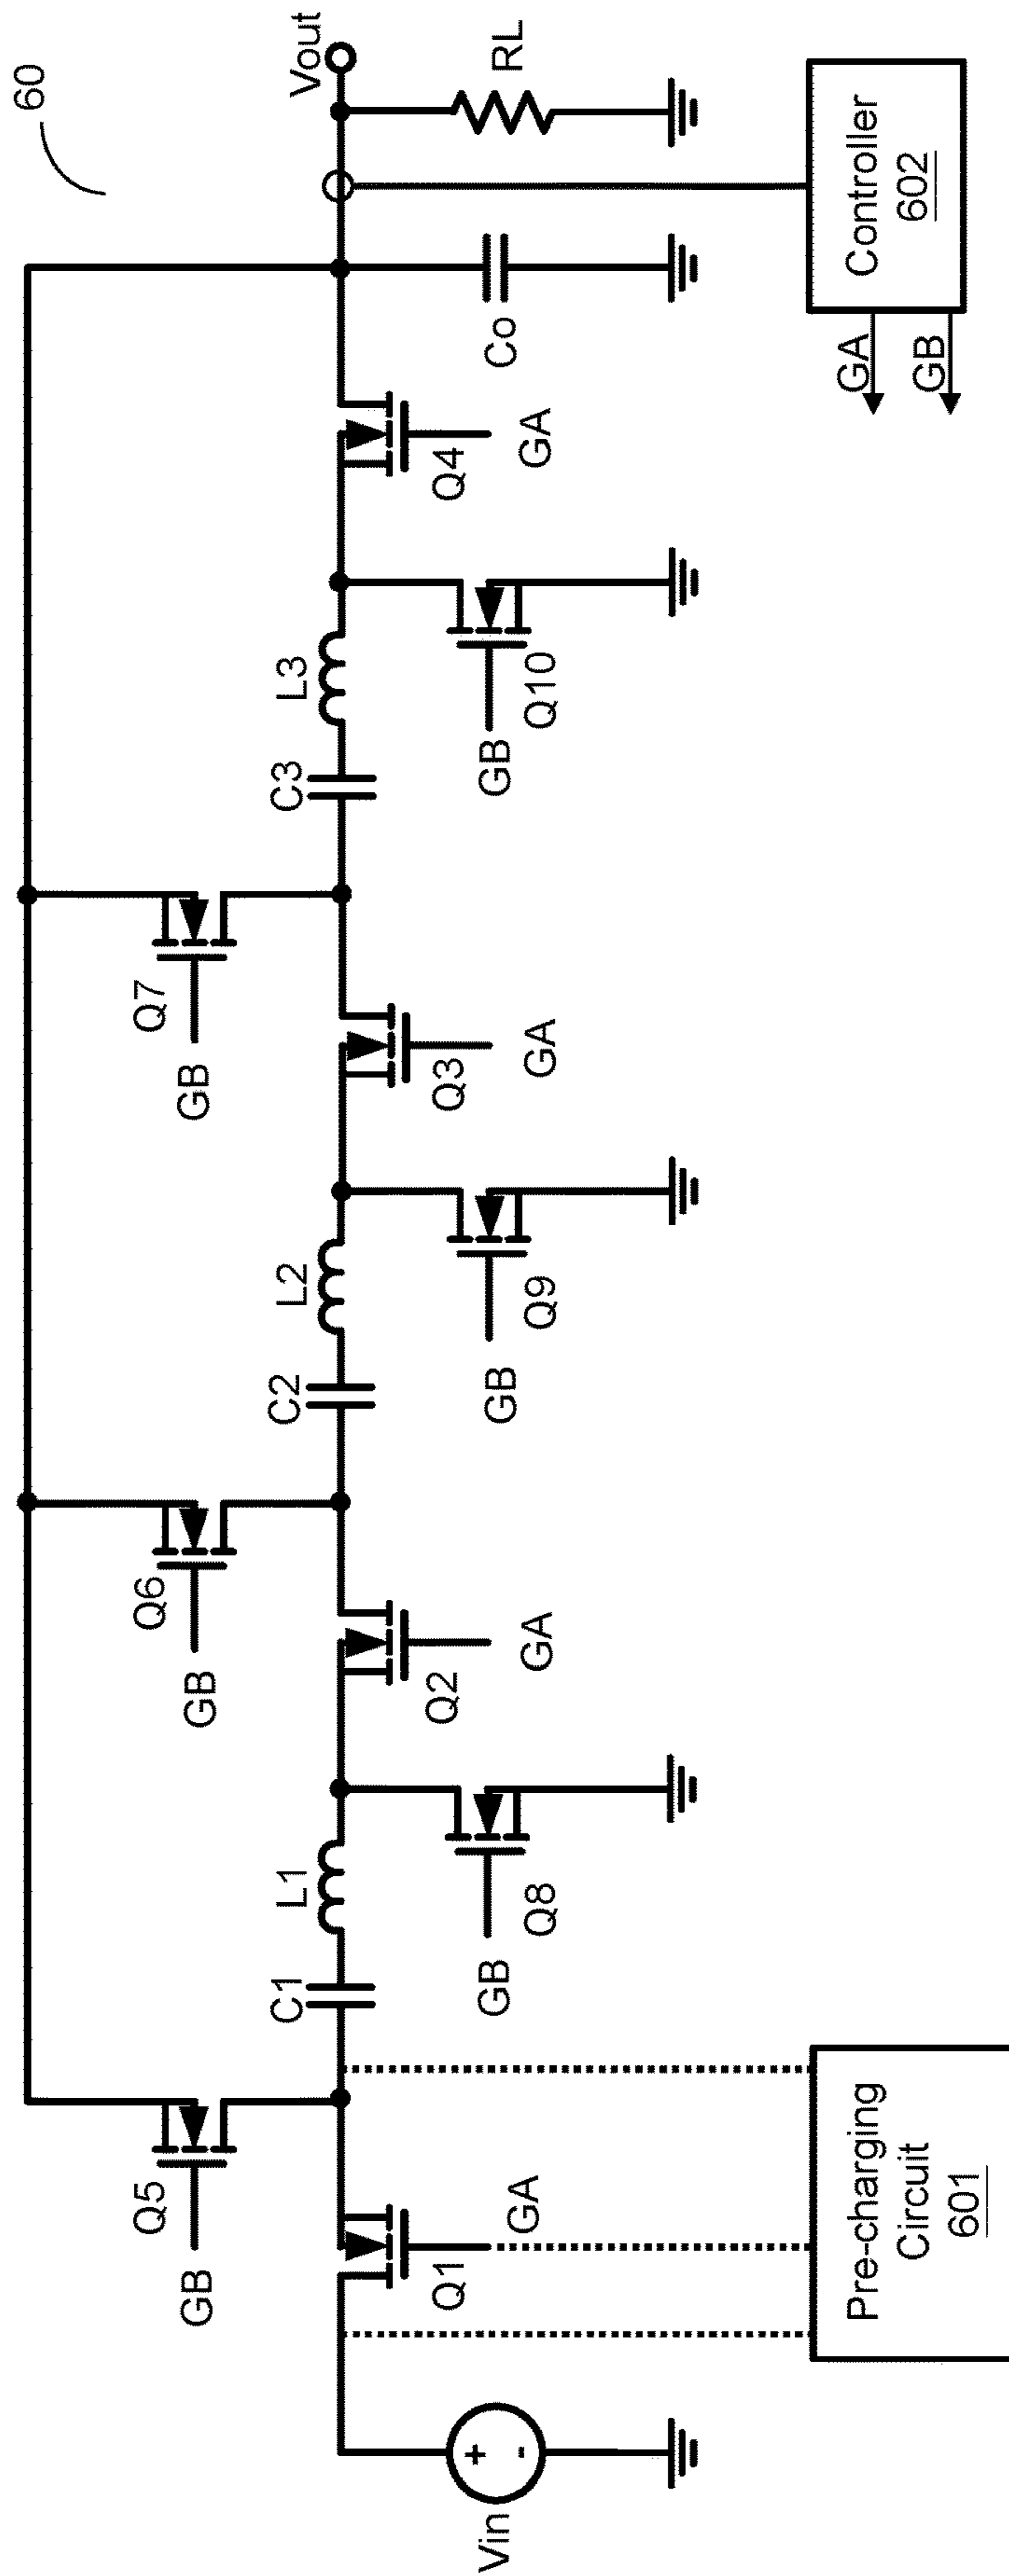 60
Vout
RL
Co
Controller
602
GA
GB
Q4
GA
L3
C3
Q10
GB
Q7
GB
Q3
GA
L2
C2
Q9
GB
Q6
GB
Q2
GA
L1
C1
Q8
GB
Q5
GB
Q1
GA
Pre-charging
Circuit
601
+
-
Vin